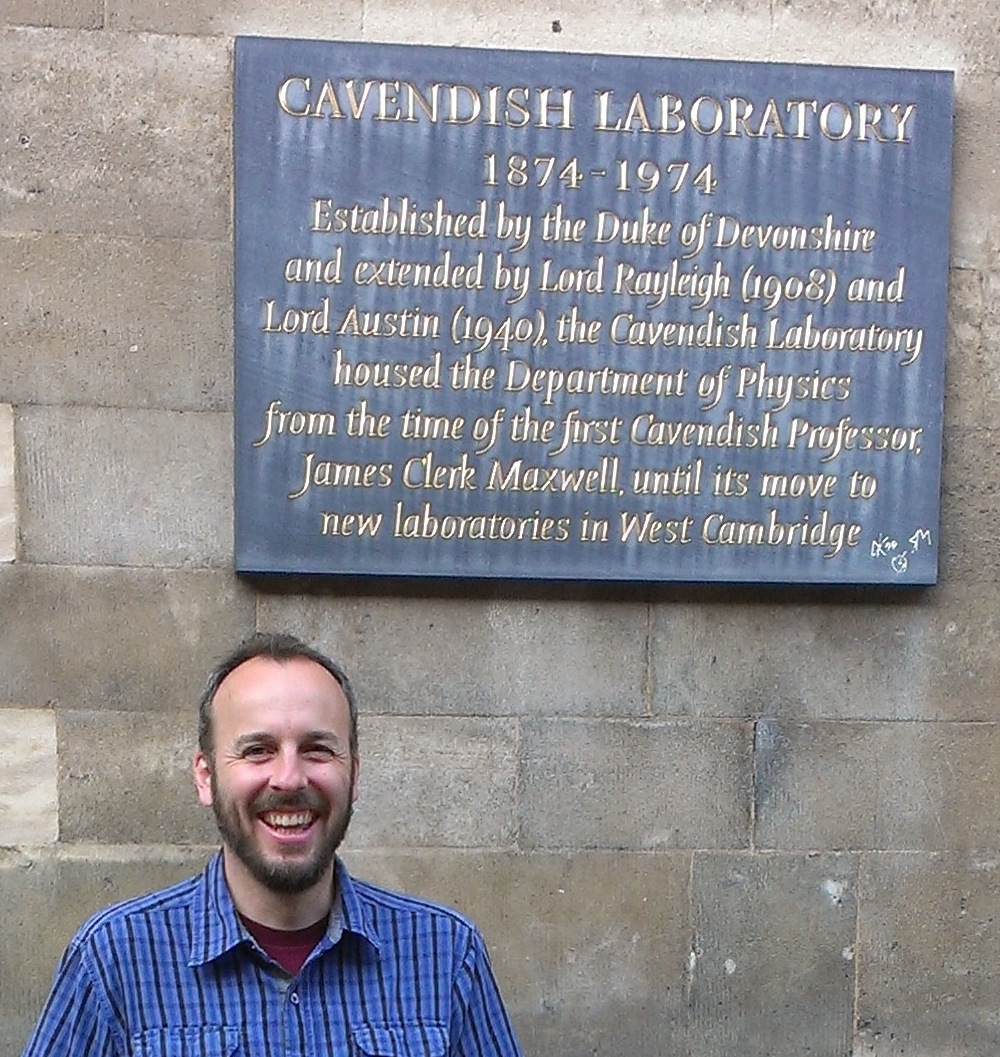 CAVENDISH LABORATORY
1874-1974
Established by the Duke of Devonshire
and extended by Lord Rayleigh (1908) and
Lord Austin (1940), the Cavendish Laboratory
housed the Department of Physics
from the time of the first Cavendish Professor,
James Clerk Maxwell, until its move to
new laboratories in West Cambridge